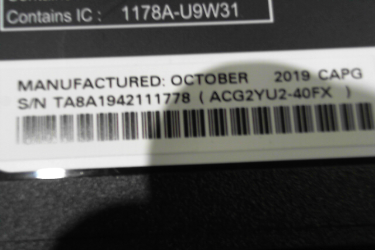 Contains IC : 1178A-U9W31
MANUFACTURED: OCTOBER 2019 CAPG
S/N TA8A1942111778 ( ACG2YU2-40FX )